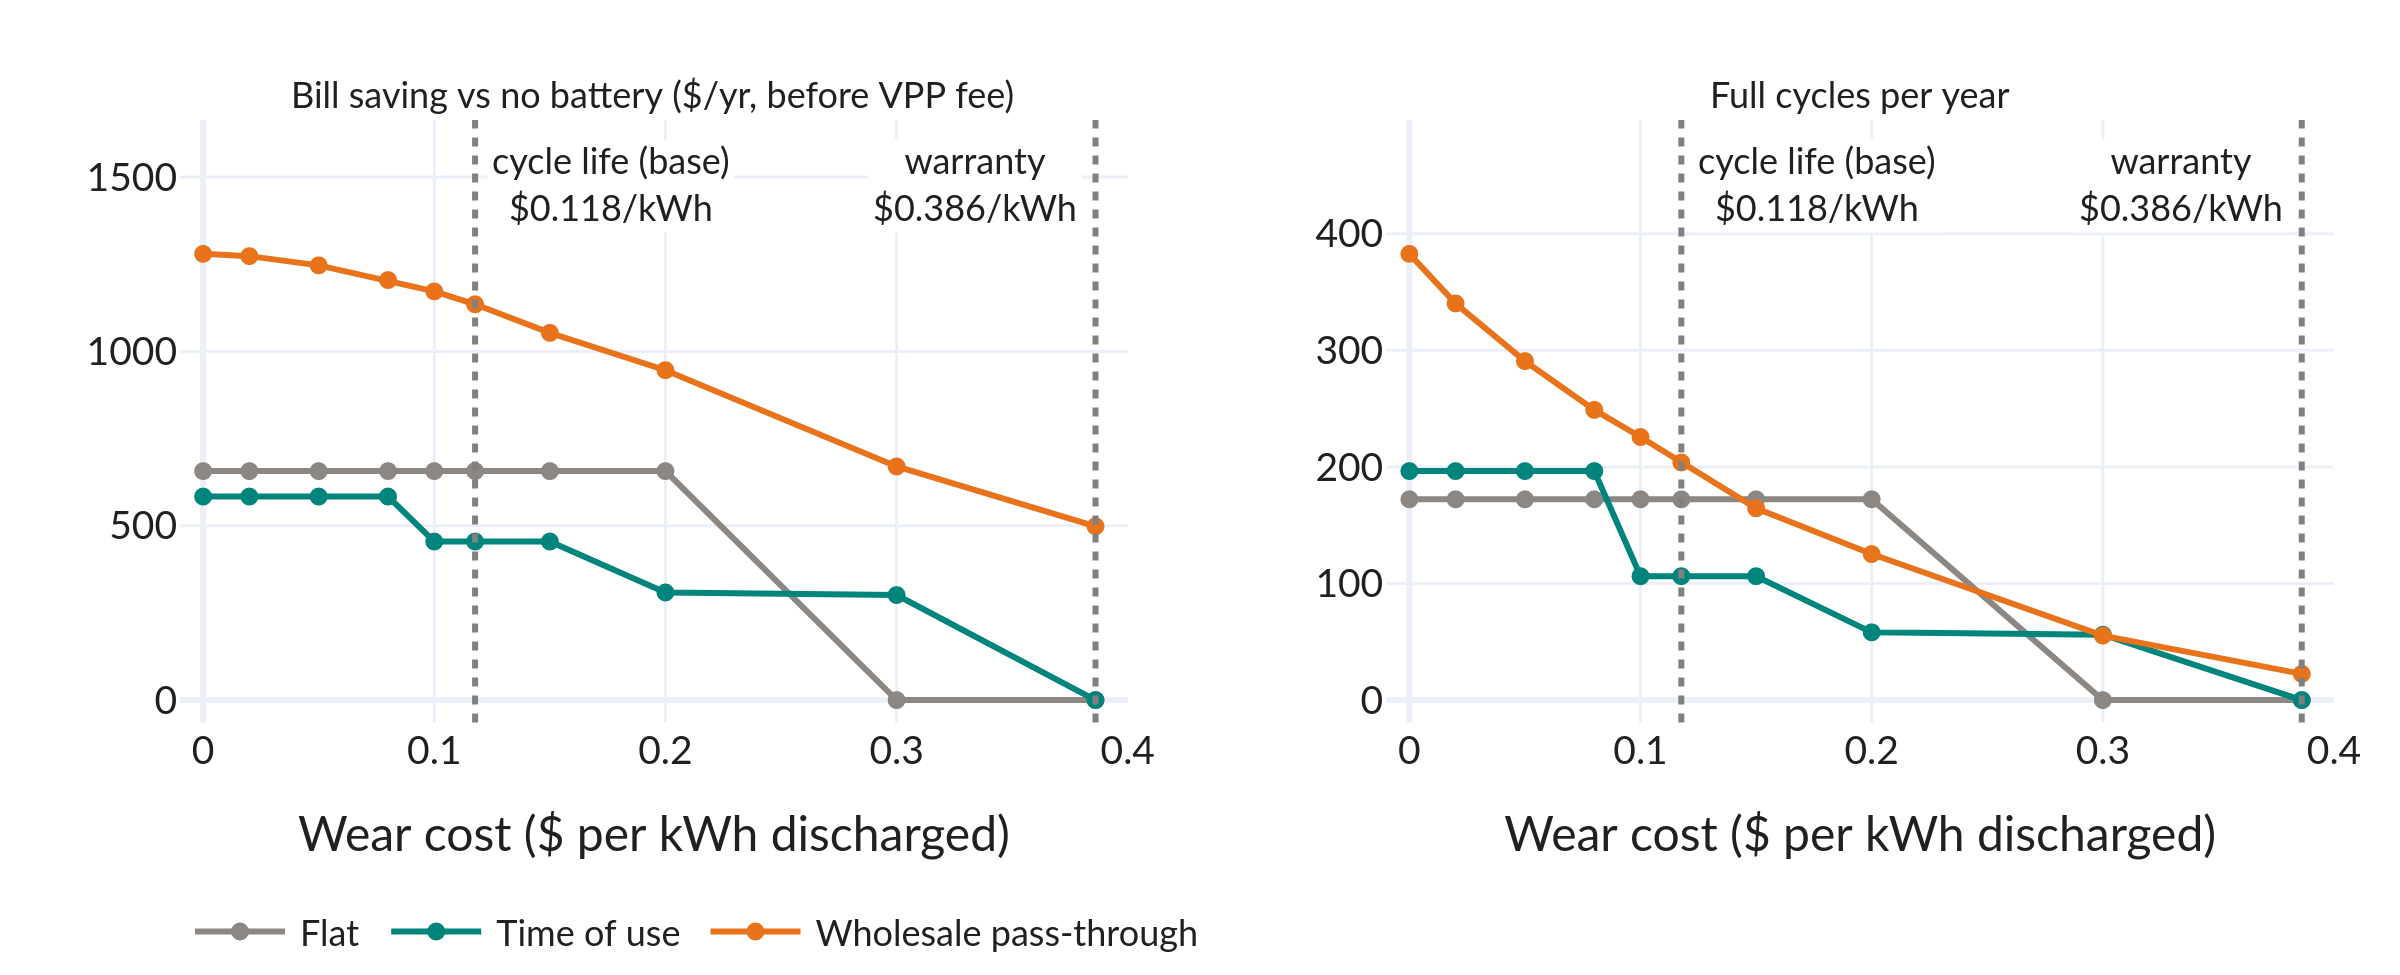 Bill saving vs no battery ($/yr, before VPP fee)
cycle life (base)
$0.118/kWh
warranty
$0.386/kWh
1500
1000
500
0
0
0.1
0.2
0.3
0.4
Wear cost ($ per kWh discharged)
Full cycles per year
cycle life (base)
$0.118/kWh
warranty
$0.386/kWh
400
300
200
100
0
0
0.1
0.2
0.3
0.4
Wear cost ($ per kWh discharged)
Flat
Time of use
Wholesale pass-through